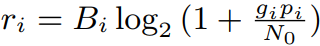 $r_i = B_i \log_2 \left(1 + \frac{g_i p_i}{N_0}\right)$